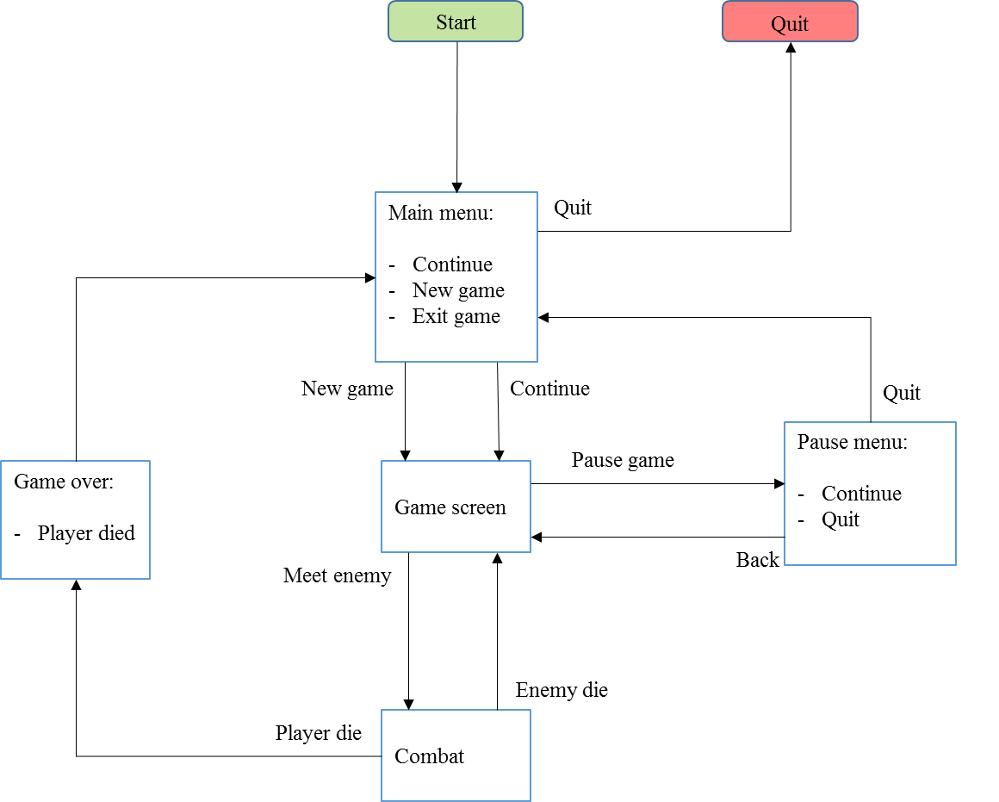 Start
Quit
Main menu:
- Continue
- New game
- Exit game
Quit
New game
Continue
Quit
Pause menu:
- Continue
- Quit
Pause game
Back
Game over:
- Player died
Game screen
Meet enemy
Enemy die
Player die
Combat